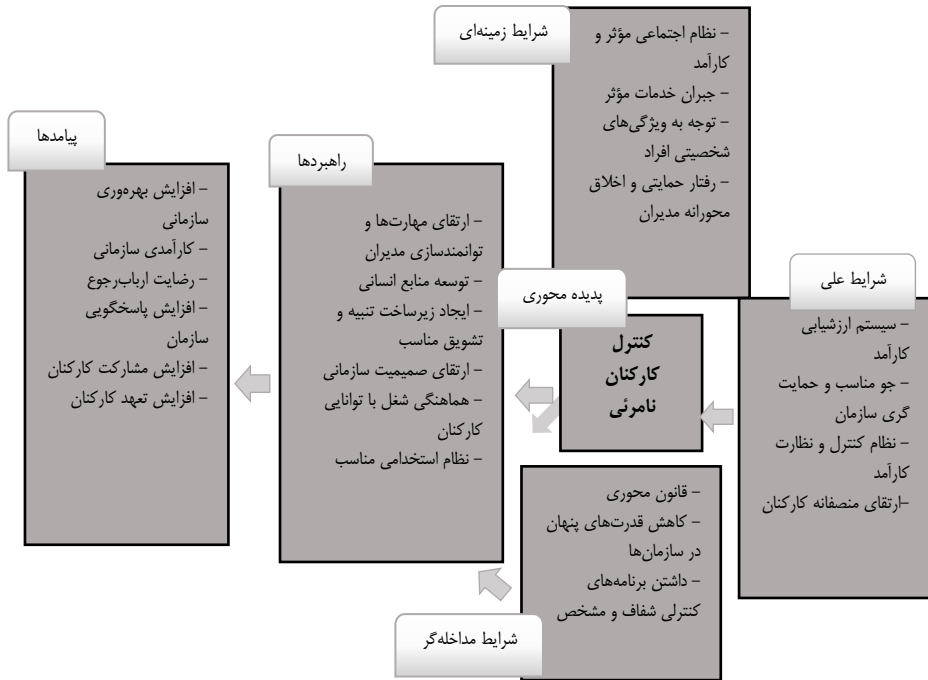 شرایط علی
– سیستم ارزشیابی
کارآمد
– جو مناسب و حمایت
گری سازمان
– نظام کنترل و نظارت
کارآمد
–ارتقای منصفانه کارکنان
شرایط زمینه‌ای
– نظام اجتماعی مؤثر و
کارآمد
– جبران خدمات مؤثر
– توجه به ویژگی‌های
شخصیتی افراد
– رفتار حمایتی و اخلاق
محورانه مدیران
پدیده محوری
کنترل
کارکنان
نامرئی
شرایط مداخله‌گر
– قانون محوری
– کاهش قدرت‌های پنهان
در سازمان‌ها
– داشتن برنامه‌های
کنترلی شفاف و مشخص
راهبردها
– ارتقای مهارت‌ها و
توانمندسازی مدیران
– توسعه منابع انسانی
– ایجاد زیرساخت تنبیه و
تشویق مناسب
– ارتقای صمیمیت سازمانی
– هماهنگی شغل با توانایی
کارکنان
– نظام استخدامی مناسب
پیامدها
– افزایش بهره‌وری
سازمانی
– کارآمدی سازمانی
– رضایت ارباب‌رجوع
– افزایش پاسخگویی
سازمان
– افزایش مشارکت کارکنان
– افزایش تعهد کارکنان